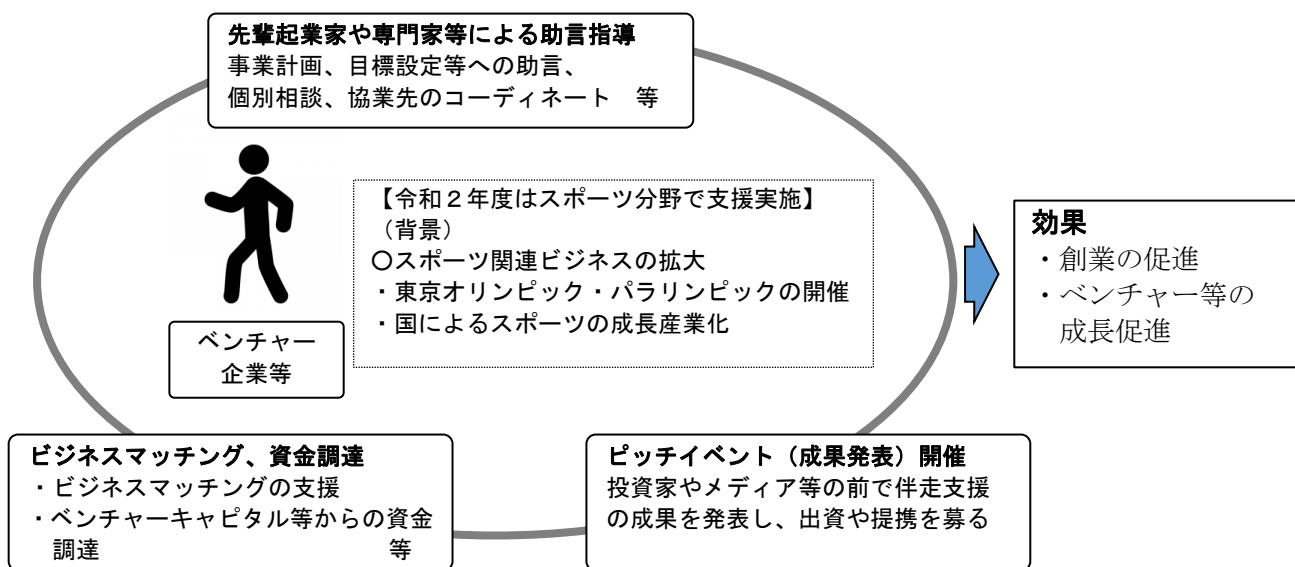 先輩起業家や専門家等による助言指導
事業計画、目標設定等への助言、
個別相談、協業先のコーディネート　等
【令和２年度はスポーツ分野で支援実施】
（背景）
〇スポーツ関連ビジネスの拡大
・東京オリンピック・パラリンピックの開催
・国によるスポーツの成長産業化
ベンチャー
企業等
効果
・創業の促進
・ベンチャー等の
成長促進
ビジネスマッチング、資金調達
・ビジネスマッチングの支援
・ベンチャーキャピタル等からの資金
調達　　　　　　　　　　　　等
ピッチイベント（成果発表）開催
投資家やメディア等の前で伴走支援
の成果を発表し、出資や提携を募る